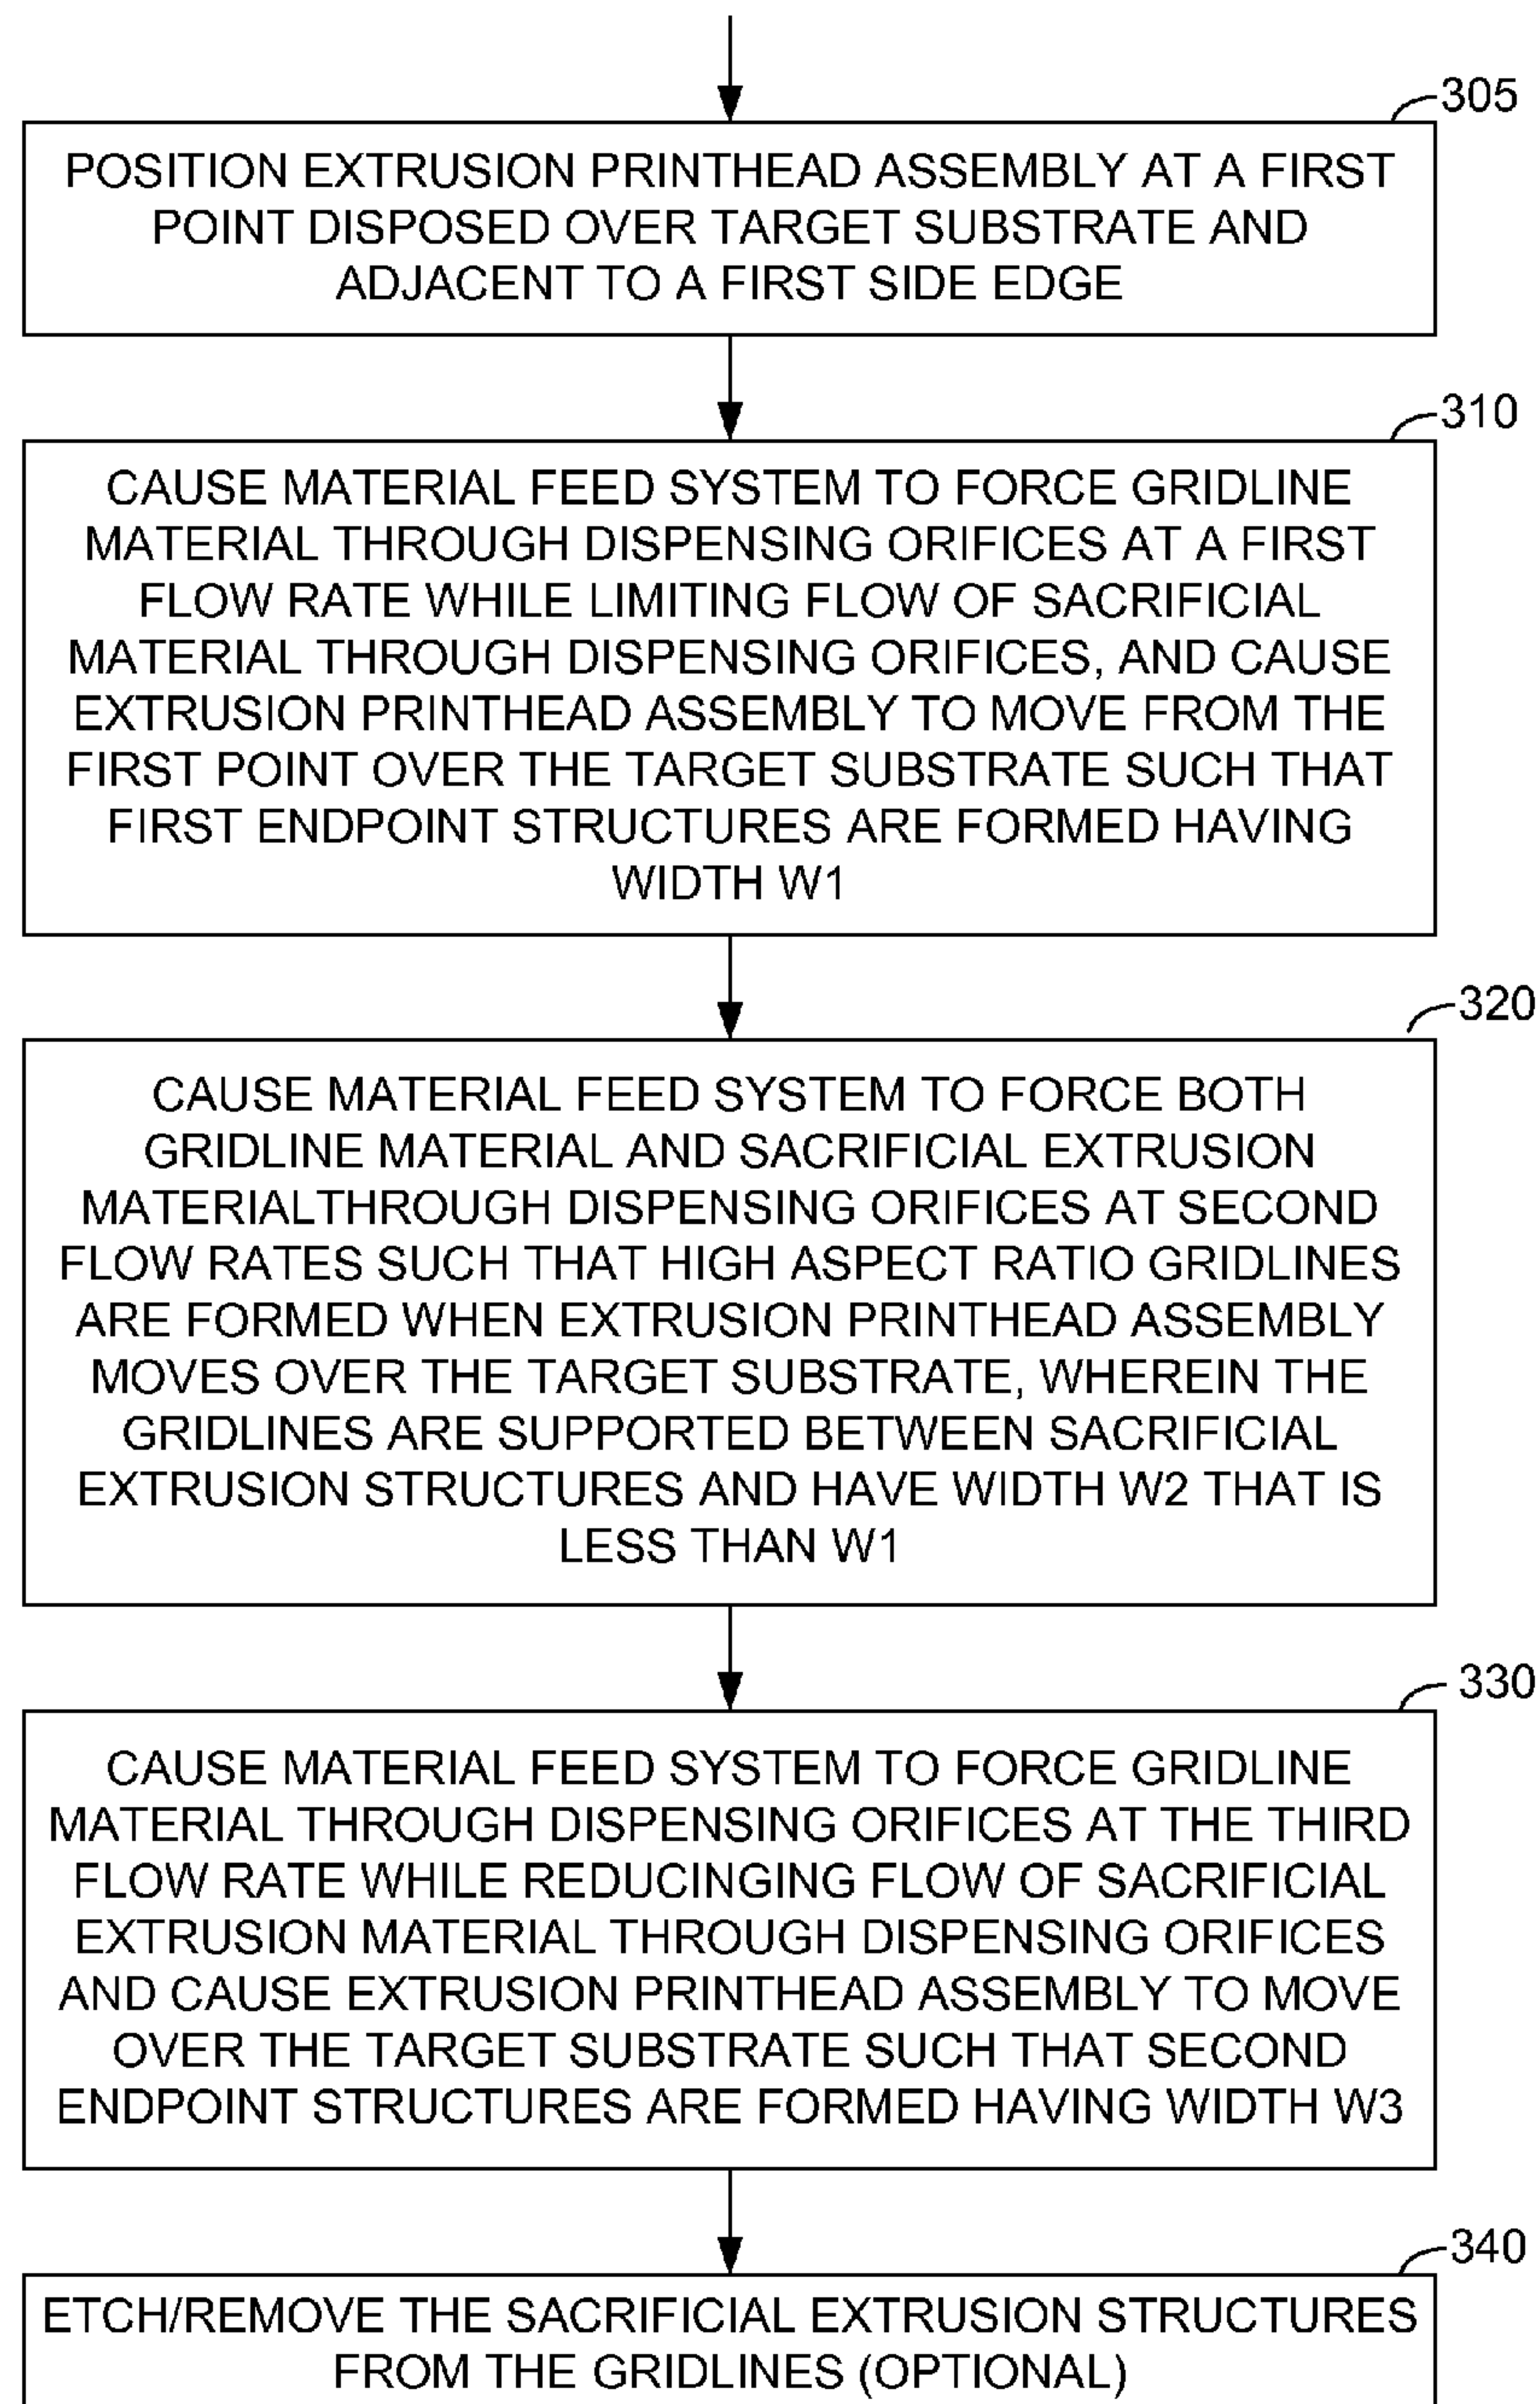 305
POSITION EXTRUSION PRINTHEAD ASSEMBLY AT A FIRST
POINT DISPOSED OVER TARGET SUBSTRATE AND
ADJACENT TO A FIRST SIDE EDGE
310
CAUSE MATERIAL FEED SYSTEM TO FORCE GRIDLINE
MATERIAL THROUGH DISPENSING ORIFICES AT A FIRST
FLOW RATE WHILE LIMITING FLOW OF SACRIFICIAL
MATERIAL THROUGH DISPENSING ORIFICES, AND CAUSE
EXTRUSION PRINTHEAD ASSEMBLY TO MOVE FROM THE
FIRST POINT OVER THE TARGET SUBSTRATE SUCH THAT
FIRST ENDPOINT STRUCTURES ARE FORMED HAVING
WIDTH W1
320
CAUSE MATERIAL FEED SYSTEM TO FORCE BOTH
GRIDLINE MATERIAL AND SACRIFICIAL EXTRUSION
MATERIALTHROUGH DISPENSING ORIFICES AT SECOND
FLOW RATES SUCH THAT HIGH ASPECT RATIO GRIDLINES
ARE FORMED WHEN EXTRUSION PRINTHEAD ASSEMBLY
MOVES OVER THE TARGET SUBSTRATE, WHEREIN THE
GRIDLINES ARE SUPPORTED BETWEEN SACRIFICIAL
EXTRUSION STRUCTURES AND HAVE WIDTH W2 THAT IS
LESS THAN W1
330
CAUSE MATERIAL FEED SYSTEM TO FORCE GRIDLINE
MATERIAL THROUGH DISPENSING ORIFICES AT THE THIRD
FLOW RATE WHILE REDUCINGING FLOW OF SACRIFICIAL
EXTRUSION MATERIAL THROUGH DISPENSING ORIFICES
AND CAUSE EXTRUSION PRINTHEAD ASSEMBLY TO MOVE
OVER THE TARGET SUBSTRATE SUCH THAT SECOND
ENDPOINT STRUCTURES ARE FORMED HAVING WIDTH W3
340
ETCH/REMOVE THE SACRIFICIAL EXTRUSION STRUCTURES
FROM THE GRIDLINES (OPTIONAL)